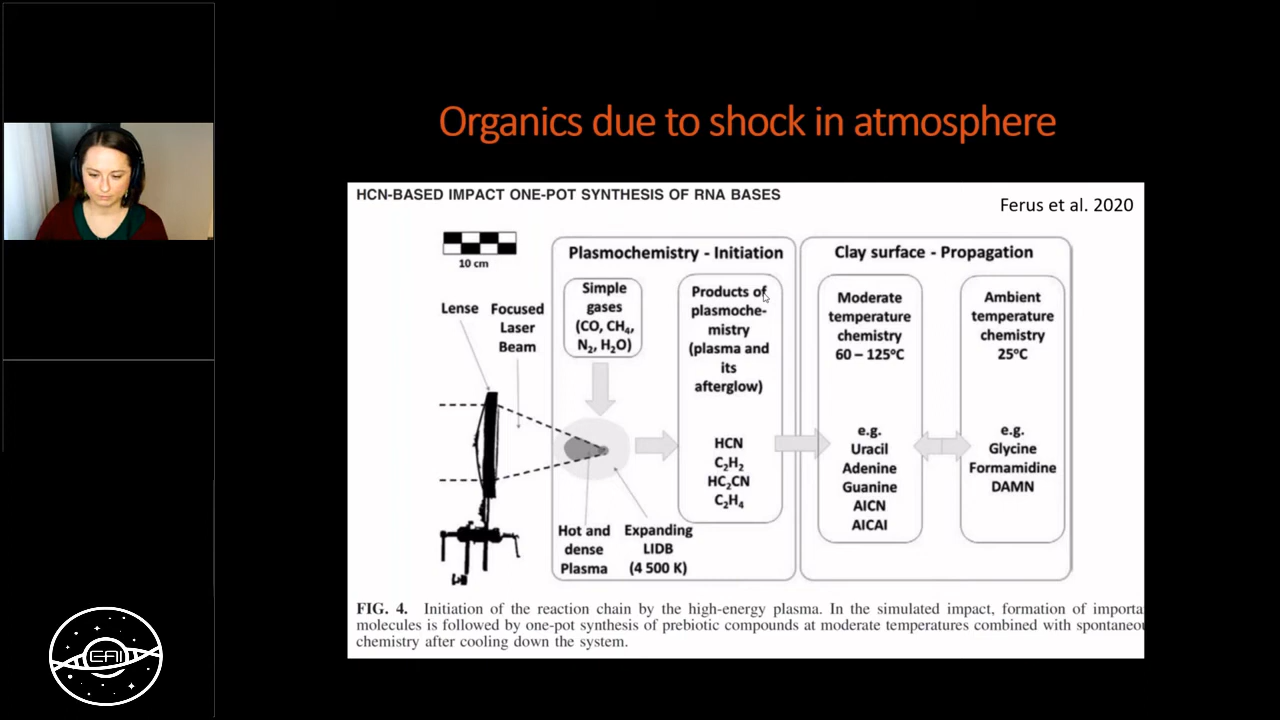 Organics due to shock in atmosphere
HCN-BASED IMPACT ONE-POT SYNTHESIS OF RNA BASES
Ferus et al. 2020
10 cm
Lense
Focused
Laser
Beam
Plasmochemistry - Initiation
Simple
gases
(CO, CH₄,
N₂, H₂O)
Products of
plasmoche-
mistry
(plasma and
its
afterglow)
HCN
C₂H₂
HC₂CN
C₂H₄
Hot and
dense
Plasma
Expanding
LIDB
(4 500 K)
Clay surface - Propagation
Moderate
temperature
chemistry
60 – 125°C
e.g.
Uracil
Adenine
Guanine
AICN
AICAI
Ambient
temperature
chemistry
25°C
e.g.
Glycine
Formamidine
DAMN
FIG. 4. Initiation of the reaction chain by the high-energy plasma. In the simulated impact, formation of importa
molecules is followed by one-pot synthesis of prebiotic compounds at moderate temperatures combined with spontaneou
chemistry after cooling down the system.
EAI